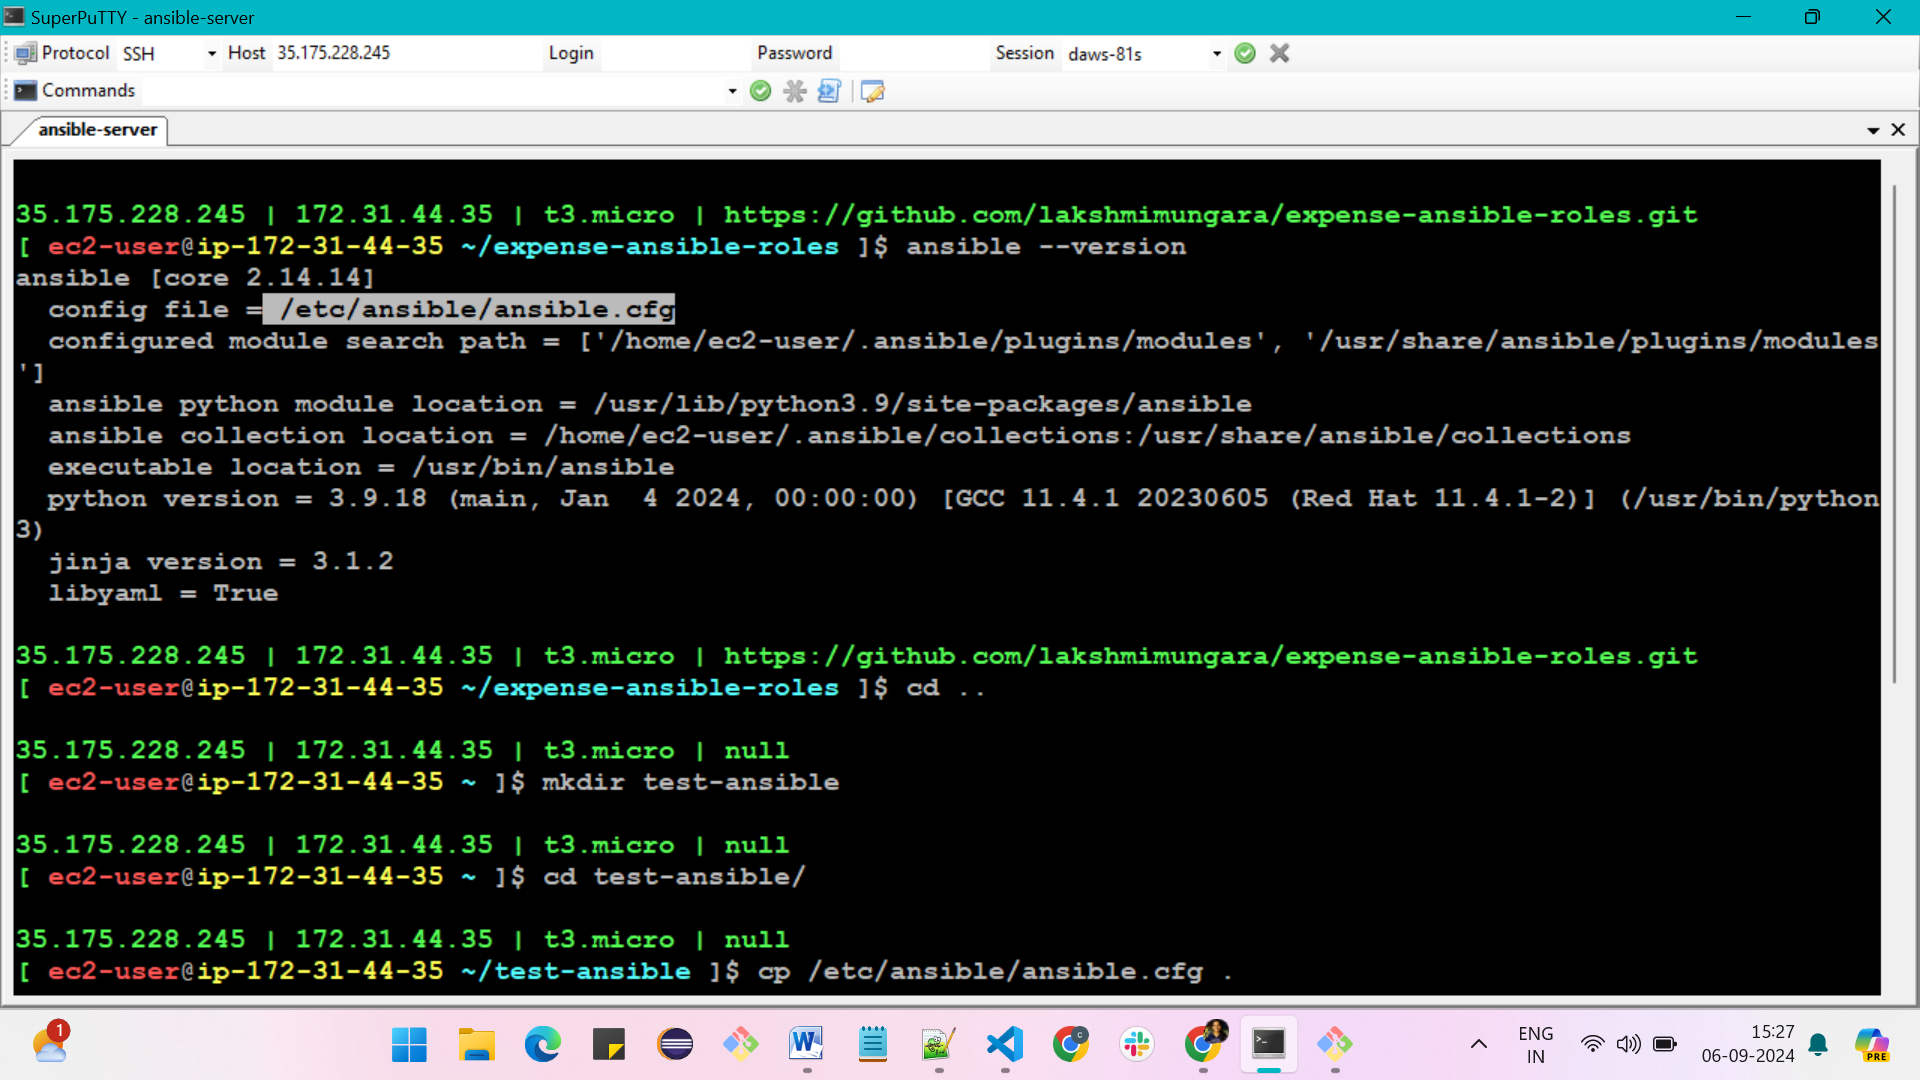 SuperPuTTY - ansible-server
Protocol SSH Host 35.175.228.245 Login Password Session daws-81s
Commands
ansible-server
35.175.228.245 | 172.31.44.35 | t3.micro | https://github.com/lakshmimungara/expense-ansible-roles.git
[ ec2-user@ip-172-31-44-35 ~/expense-ansible-roles ]$ ansible --version
ansible [core 2.14.14]
  config file = /etc/ansible/ansible.cfg
  configured module search path = ['/home/ec2-user/.ansible/plugins/modules', '/usr/share/ansible/plugins/modules
']
  ansible python module location = /usr/lib/python3.9/site-packages/ansible
  ansible collection location = /home/ec2-user/.ansible/collections:/usr/share/ansible/collections
  executable location = /usr/bin/ansible
  python version = 3.9.18 (main, Jan  4 2024, 00:00:00) [GCC 11.4.1 20230605 (Red Hat 11.4.1-2)] (/usr/bin/python
3)
  jinja version = 3.1.2
  libyaml = True
35.175.228.245 | 172.31.44.35 | t3.micro | https://github.com/lakshmimungara/expense-ansible-roles.git
[ ec2-user@ip-172-31-44-35 ~/expense-ansible-roles ]$ cd ..
35.175.228.245 | 172.31.44.35 | t3.micro | null
[ ec2-user@ip-172-31-44-35 ~ ]$ mkdir test-ansible
35.175.228.245 | 172.31.44.35 | t3.micro | null
[ ec2-user@ip-172-31-44-35 ~ ]$ cd test-ansible/
35.175.228.245 | 172.31.44.35 | t3.micro | null
[ ec2-user@ip-172-31-44-35 ~/test-ansible ]$ cp /etc/ansible/ansible.cfg .
1
ENG
IN
15:27
06-09-2024
PRE